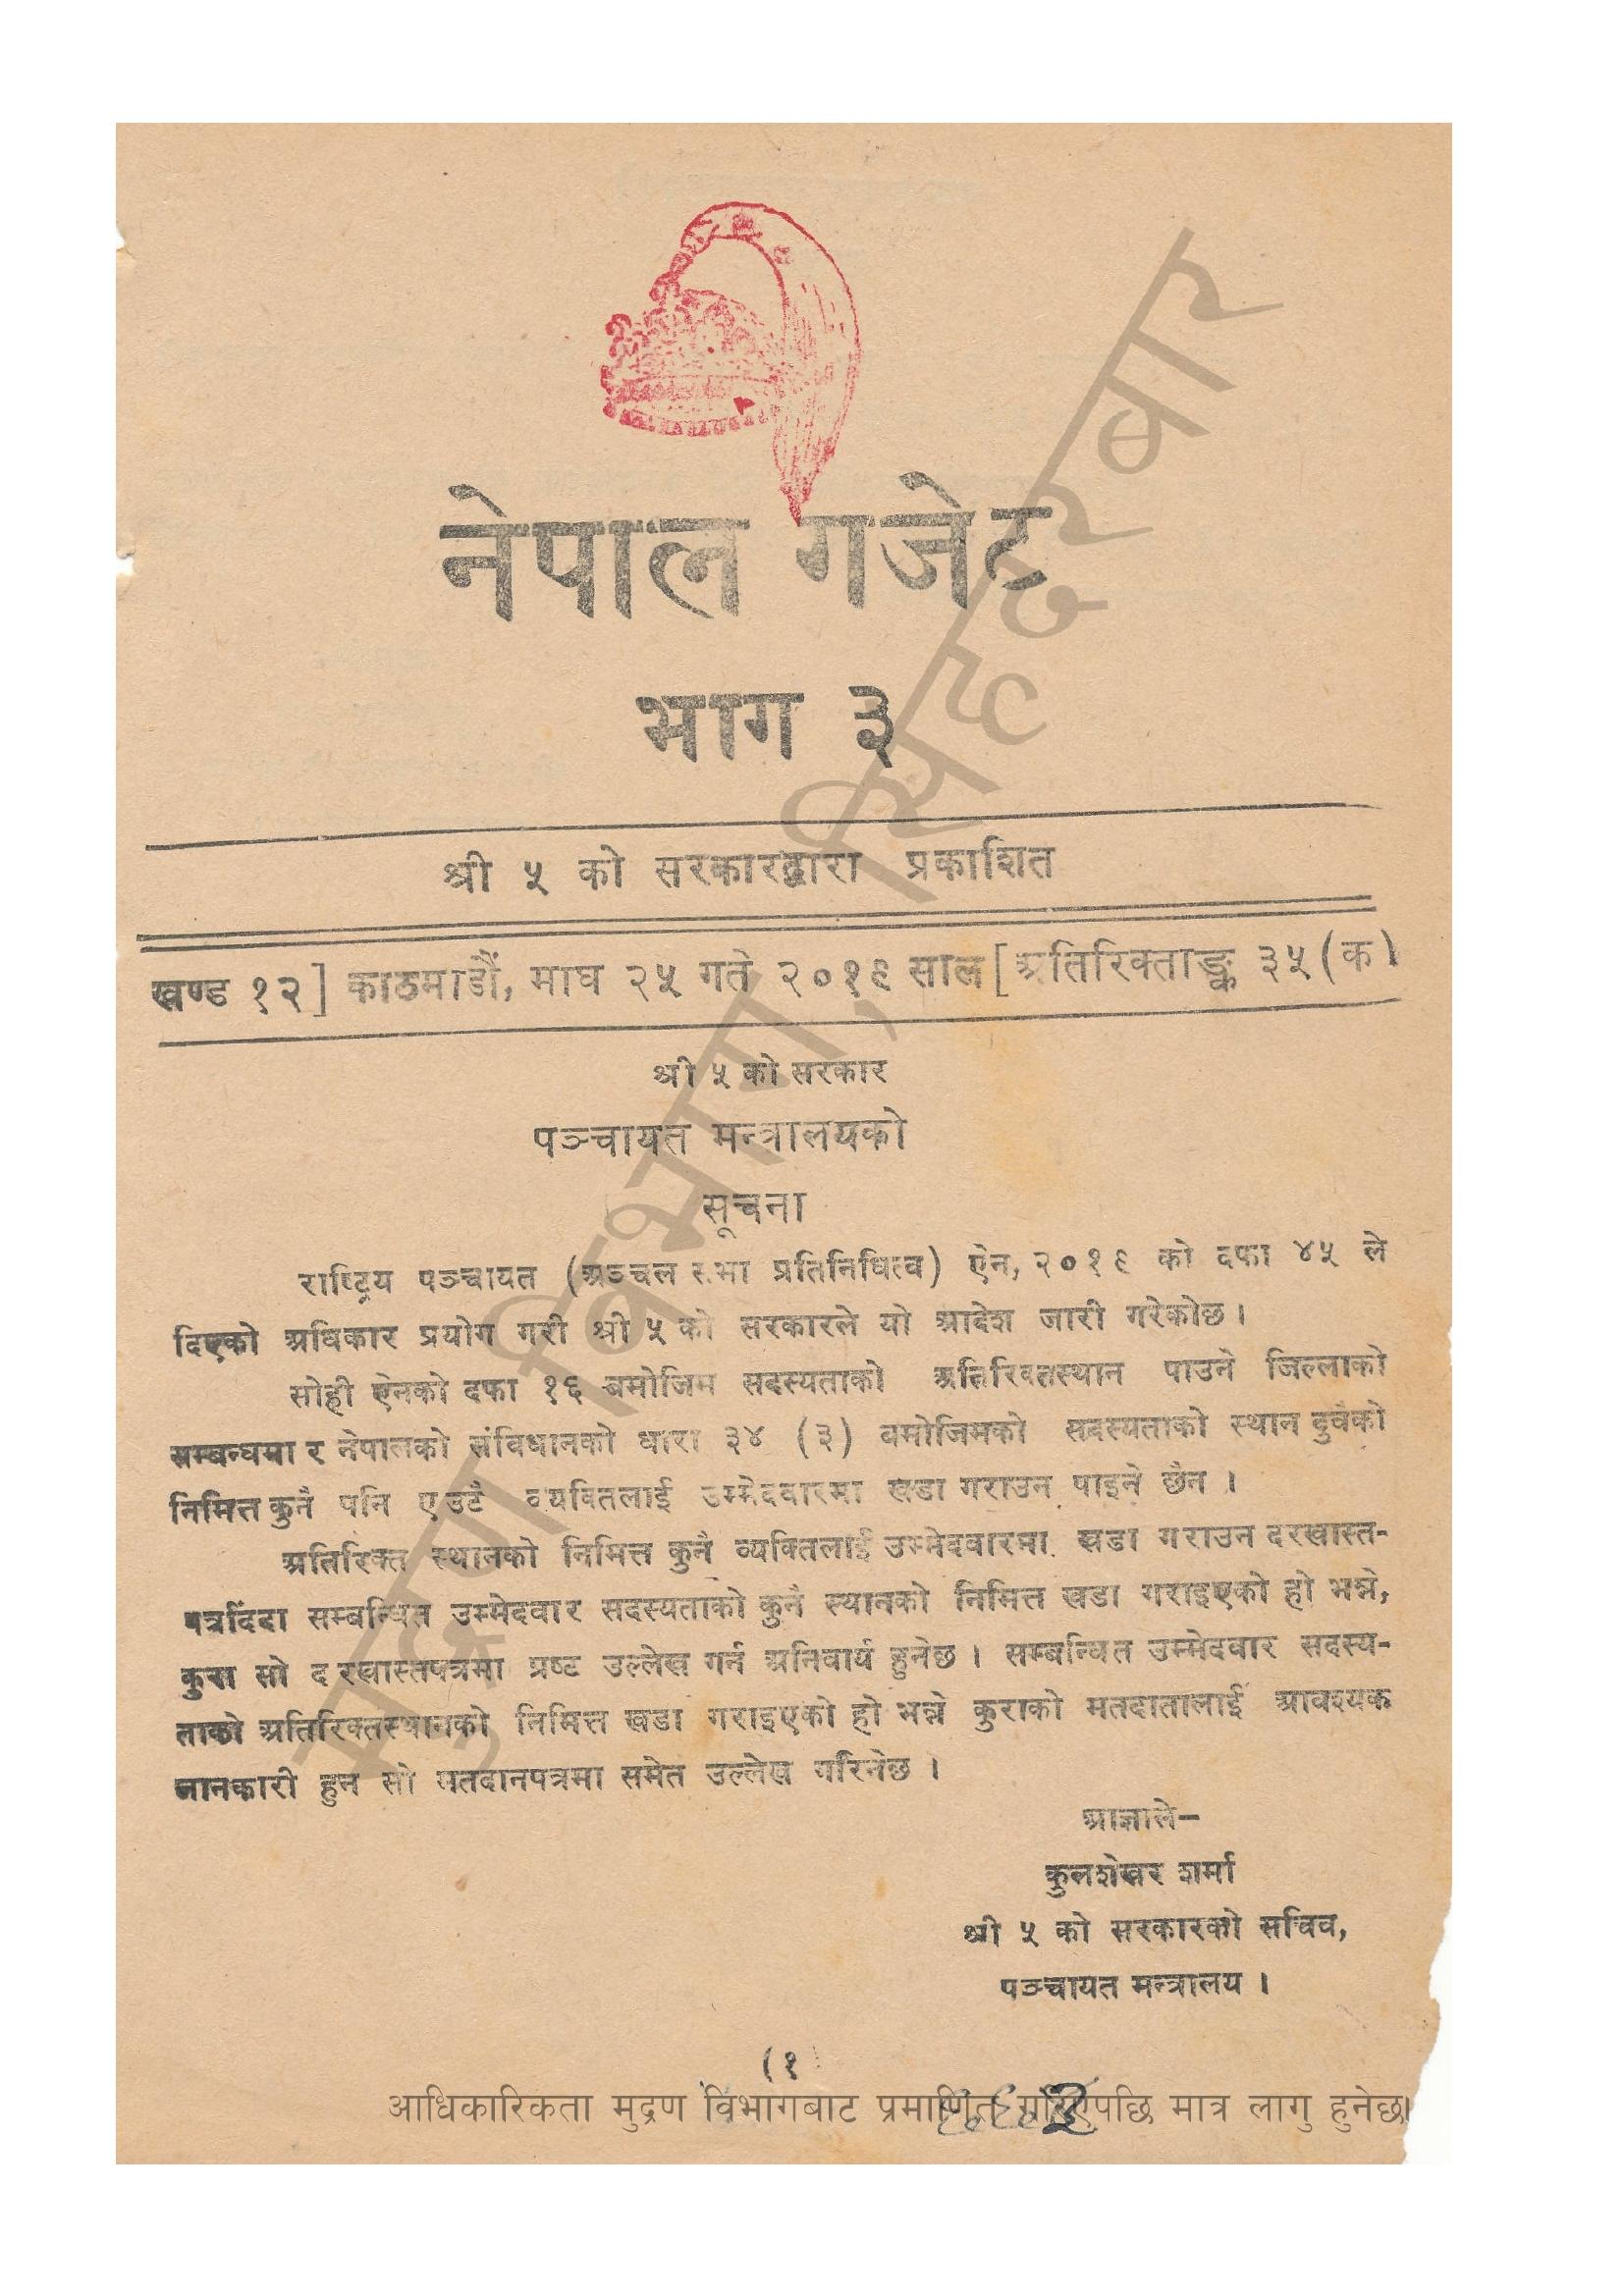 नेपाल गजेट
भाग ३
श्री ५ को सरकारद्वारा प्रकाशित
खण्ड १२] काठमाडौं, माघ २५ गते २०१९ साल [अतिरिक्ताङ्क ३५ (क)
श्री ५ को सरकार
पञ्चायत मन्त्रालयको
सूचना
राष्ट्रिय पञ्चायत (अञ्चल सभा प्रतिनिधित्व) ऐन, २०१९ को दफा ४५ ले
दिएको अधिकार प्रयोग गरी श्री ५ को सरकारले यो आदेश जारी गरेकोछ ।
सोही ऐनको दफा १६ बमोजिम सदस्यताको अतिरिक्तस्थान पाउने जिल्लाको
सम्बन्धमा र नेपालको संविधानको धारा ३४ (३) बमोजिमको सदस्यताको स्थान दुवैको
निमित्त कुनै पनि एउटै व्यक्तिलाई उम्मेदवारमा खडा गराउन पाइने छैन ।
अतिरिक्त स्थानको निमित्त कुनै व्यक्तिलाई उम्मेदवारमा खडा गराउन दरखास्त-
पत्रदिंदा सम्बन्धित उम्मेदवार सदस्यताको कुनै स्थानको निमित्त खडा गराइएको हो भन्ने,
कुरा सो दरखास्तपत्रमा प्रष्ट उल्लेख गर्न अनिवार्य हुनेछ । सम्बन्धित उम्मेदवार सदस्य-
ताको अतिरिक्तस्थानको निमित्त खडा गराइएको हो भन्ने कुराको मतदातालाई आवश्यक
जानकारी हुन सो मतदानपत्रमा समेत उल्लेख गरिनेछ ।
आज्ञाले–
कुलशेखर शर्मा
श्री ५ को सरकारको सचिव,
पञ्चायत मन्त्रालय ।
(१
आधिकारिकता मुद्रण विभागबाट प्रमाणित गरिएपछि मात्र लागु हुनेछ।
मुद्रण विभाग, सिंहदरबार